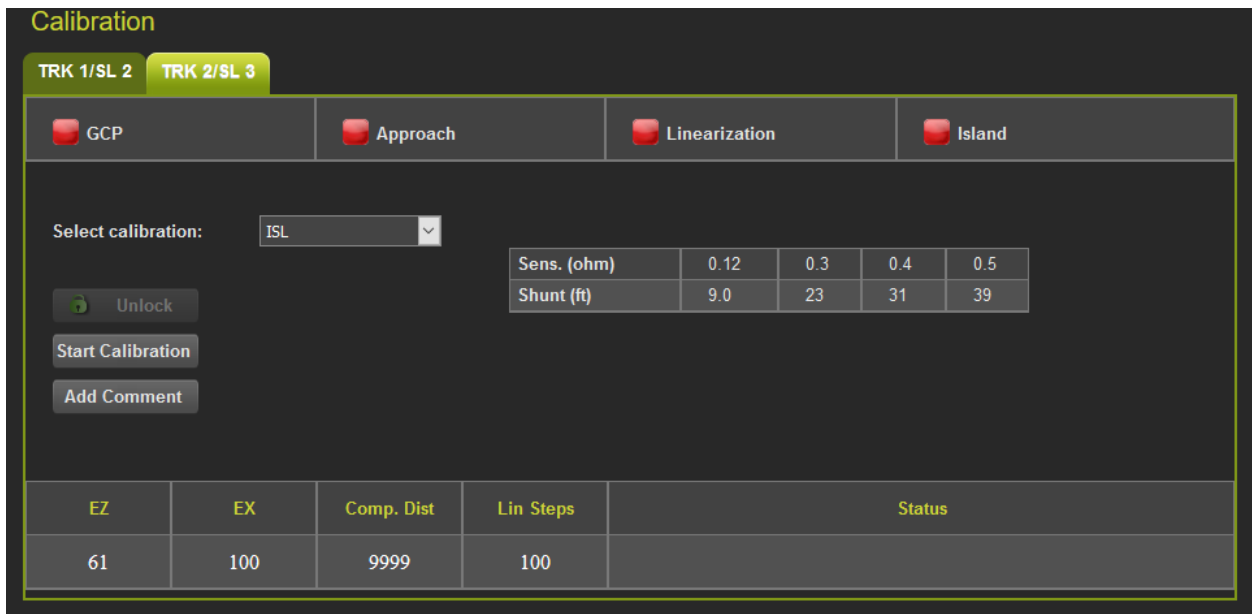 Calibration
TRK 1/SL 2 TRK 2/SL 3
GCP Approach Linearization Island
Select calibration: ISL
Sens. (ohm) 0.12 0.3 0.4 0.5
Shunt (ft) 9.0 23 31 39
Unlock
Start Calibration
Add Comment
EZ EX Comp. Dist Lin Steps Status
61 100 9999 100